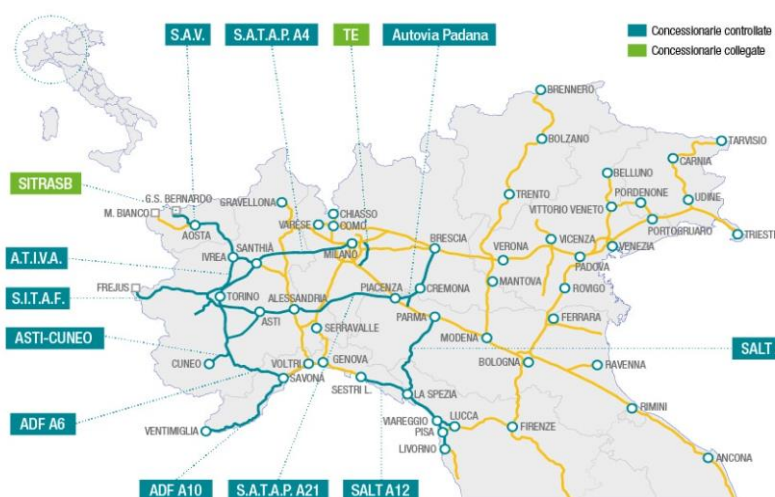 S.A.V.
S.A.T.A.P. A4
TE
Autovia Padana
Concessionarie controllate
Concessionarie collegate
BRENNERO
BOLZANO
TARVISIO
CARNIA
BELLUNO
SITRASB
G.S. BERNARDO
GRAVELLONA
TRENTO
PORDENONE
UDINE
M. BIANCO
CHIASSO
VITTORIO VENETO
VARESE
COMO
AOSTA
PORTOGRUARO
BRESCIA
TRIESTE
SANTHIÀ
VERONA
VICENZA
VENEZIA
A.T.I.V.A.
IVREA
MILANO
PADOVA
FREJUS
S.I.T.A.F.
PIACENZA
CREMONA
MANTOVA
ROVIGO
TORINO
ALESSANDRIA
PARMA
FERRARA
ASTI
SERRAVALLE
ASTI-CUNEO
MODENA
SALT
CUNEO
VOLTRI
GENOVA
BOLOGNA
RAVENNA
SAVONA
SESTRI L.
LA SPEZIA
RIMINI
ADF A6
VIAREGGIO
LUCCA
FIRENZE
VENTIMIGLIA
PISA
LIVORNO
ANCONA
ADF A10
S.A.T.A.P. A21
SALT A12